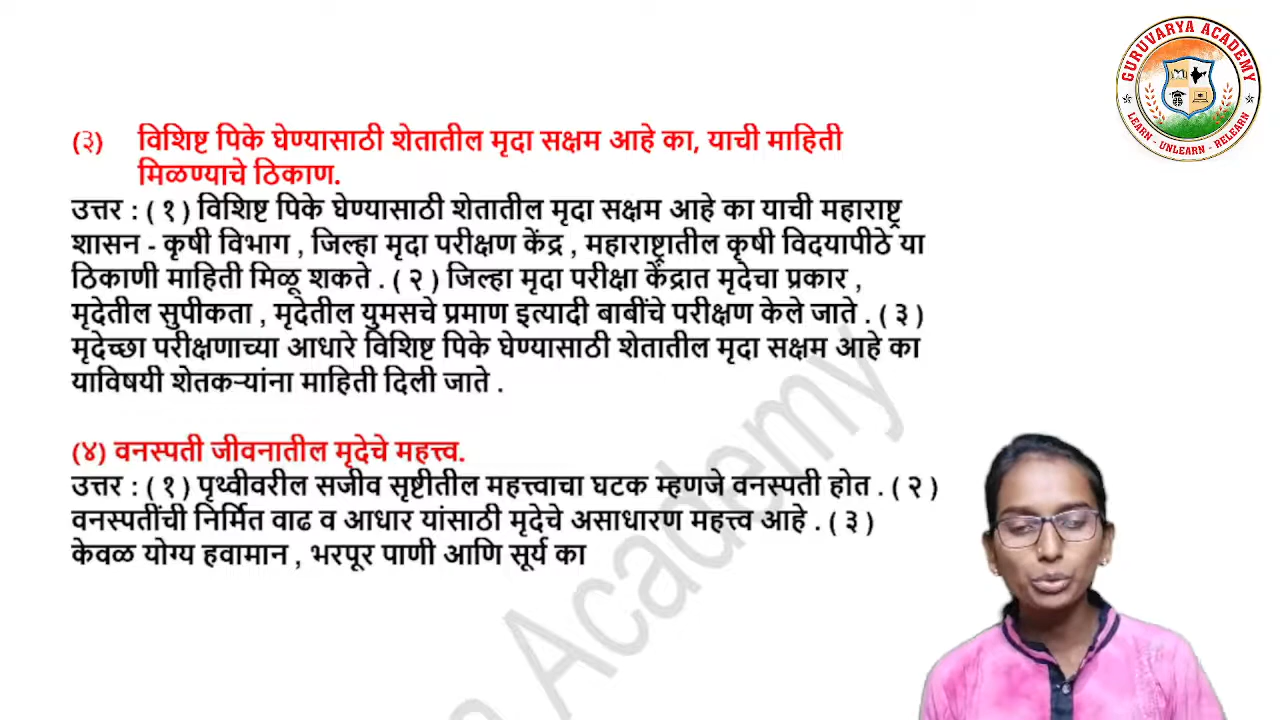 GURUVARYA ACADEMY
LEARN - UNLEARN - RELEARN
(३) विशिष्ट पिके घेण्यासाठी शेतातील मृदा सक्षम आहे का, याची माहिती
मिळण्याचे ठिकाण.
उत्तर : ( १ ) विशिष्ट पिके घेण्यासाठी शेतातील मृदा सक्षम आहे का याची महाराष्ट्र
शासन - कृषी विभाग , जिल्हा मृदा परीक्षण केंद्र , महाराष्ट्रातील कृषी विदयापीठे या
ठिकाणी माहिती मिळू शकते . ( २ ) जिल्हा मृदा परीक्षा केंद्रात मृदेचा प्रकार ,
मृदेतील सुपीकता , मृदेतील युमसचे प्रमाण इत्यादी बाबींचे परीक्षण केले जाते . ( ३ )
मृदेच्छा परीक्षणाच्या आधारे विशिष्ट पिके घेण्यासाठी शेतातील मृदा सक्षम आहे का
याविषयी शेतकऱ्यांना माहिती दिली जाते .
(४) वनस्पती जीवनातील मृदेचे महत्त्व.
उत्तर : ( १ ) पृथ्वीवरील सजीव सृष्टीतील महत्त्वाचा घटक म्हणजे वनस्पती होत . ( २ )
वनस्पतींची निर्मित वाढ व आधार यांसाठी मृदेचे असाधारण महत्त्व आहे . ( ३ )
केवळ योग्य हवामान , भरपूर पाणी आणि सूर्य का
Academy